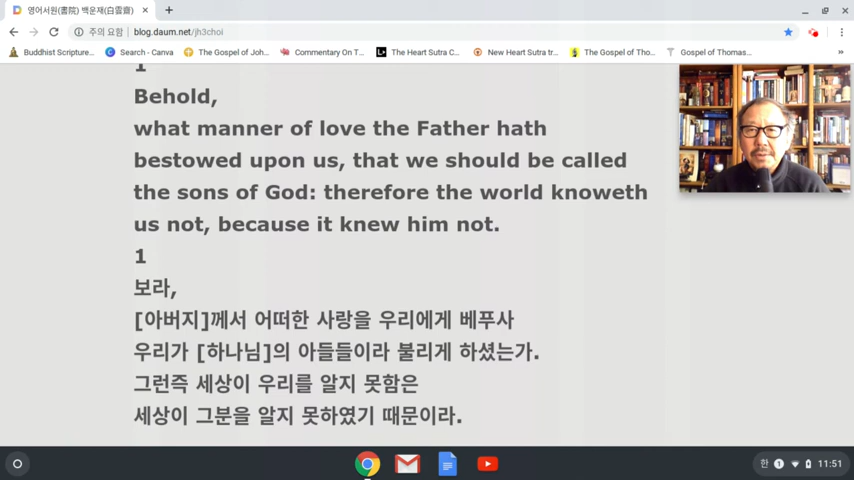 영어서원(書院) 백운재(白雲齋)
주의 요함 blog.daum.net/jh3choi
Buddhist Scripture... Search - Canva The Gospel of Joh... Commentary On T... The Heart Sutra C... New Heart Sutra tr... The Gospel of Tho... Gospel of Thomas... »
1
Behold,
what manner of love the Father hath
bestowed upon us, that we should be called
the sons of God: therefore the world knoweth
us not, because it knew him not.
1
보라,
[아버지]께서 어떠한 사랑을 우리에게 베푸사
우리가 [하나님]의 아들들이라 불리게 하셨는가.
그런즉 세상이 우리를 알지 못함은
세상이 그분을 알지 못하였기 때문이라.
한 1 11:51